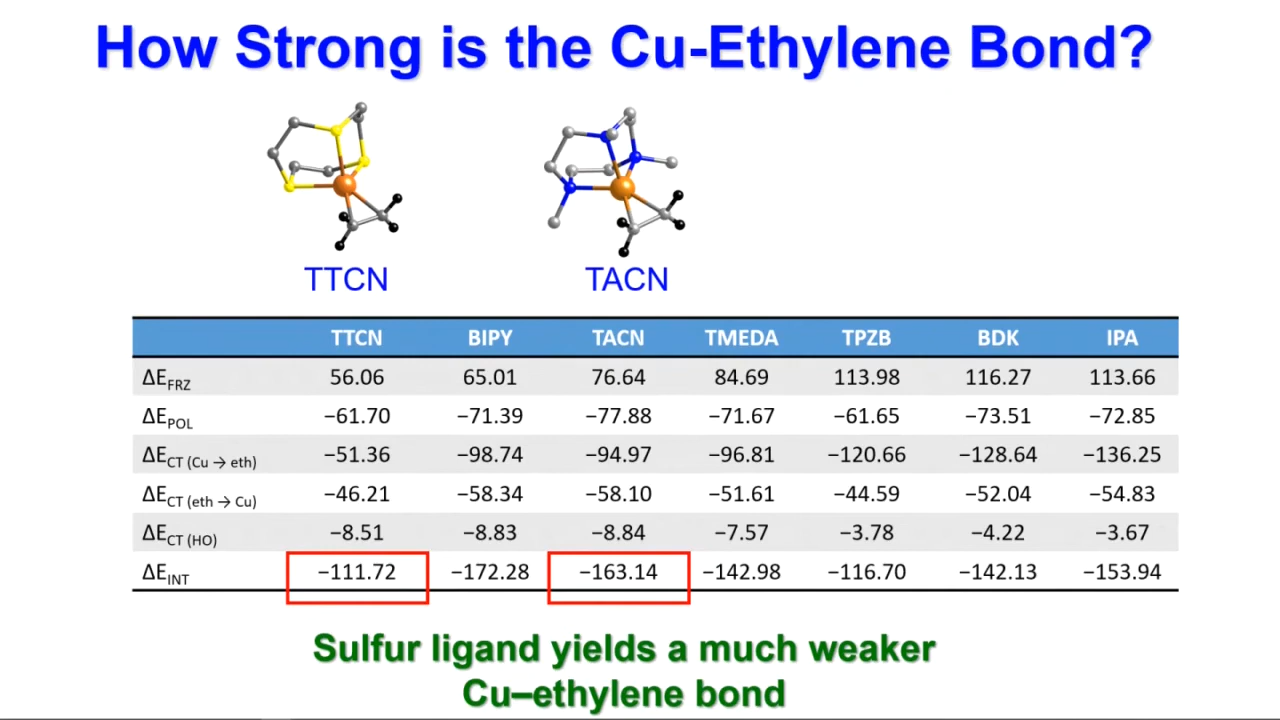 How Strong is the Cu-Ethylene Bond?
TTCN TACN
TTCN BIPY TACN TMEDA TPZB BDK IPA
ΔE_FRZ 56.06 65.01 76.64 84.69 113.98 116.27 113.66
ΔE_POL −61.70 −71.39 −77.88 −71.67 −61.65 −73.51 −72.85
ΔE_CT (Cu → eth) −51.36 −98.74 −94.97 −96.81 −120.66 −128.64 −136.25
ΔE_CT (eth → Cu) −46.21 −58.34 −58.10 −51.61 −44.59 −52.04 −54.83
ΔE_CT (HO) −8.51 −8.83 −8.84 −7.57 −3.78 −4.22 −3.67
ΔE_INT −111.72 −172.28 −163.14 −142.98 −116.70 −142.13 −153.94
Sulfur ligand yields a much weaker
Cu–ethylene bond